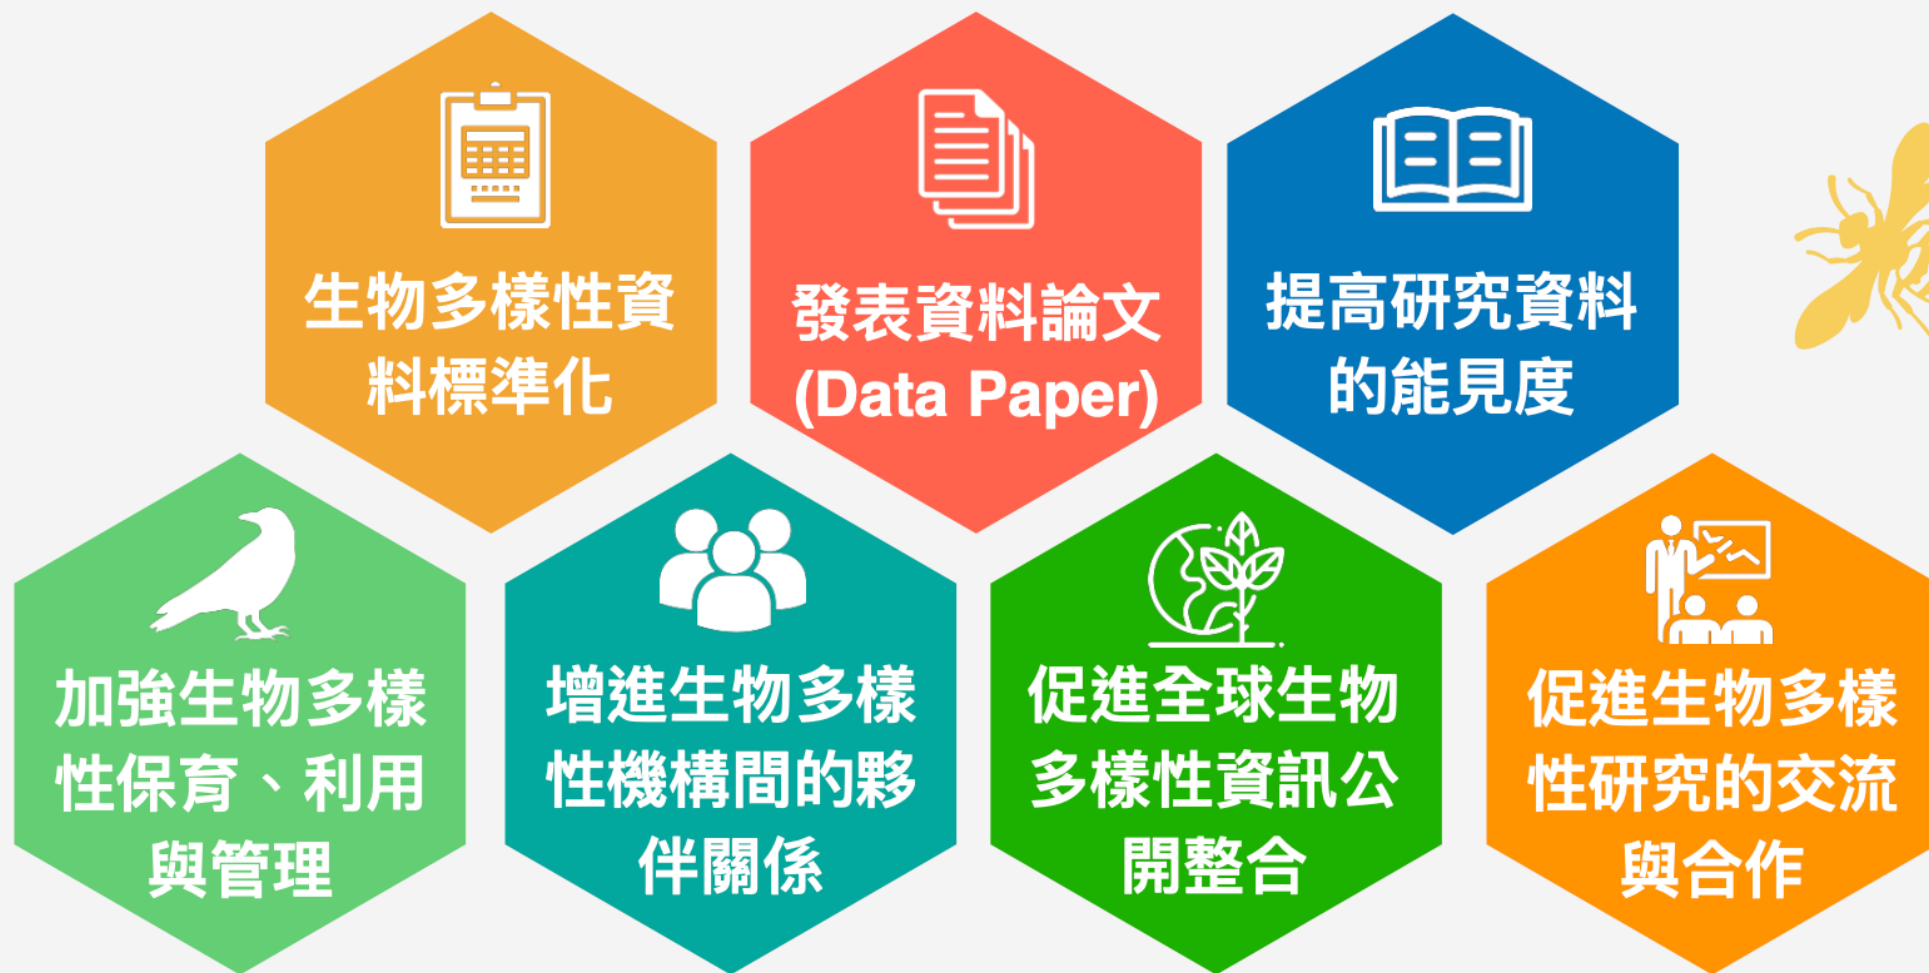 生物多樣性資
料標準化
發表資料論文
(Data Paper)
提高研究資料
的能見度
加強生物多樣
性保育、利用
與管理
增進生物多樣
性機構間的夥
伴關係
促進全球生物
多樣性資訊公
開整合
促進生物多樣
性研究的交流
與合作